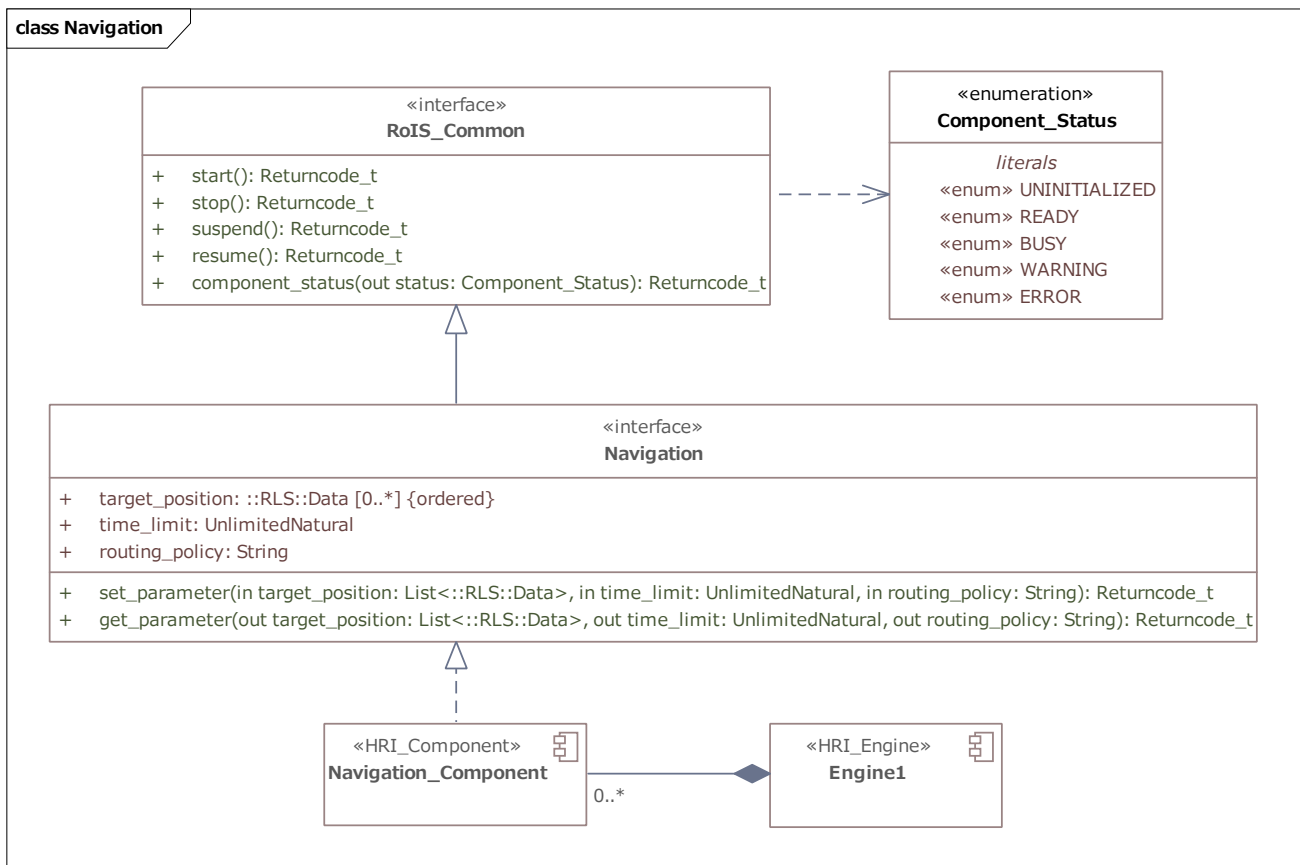 class Navigation
«interface»
RoIS_Common
+ start(): Returncode_t
+ stop(): Returncode_t
+ suspend(): Returncode_t
+ resume(): Returncode_t
+ component_status(out status: Component_Status): Returncode_t
«enumeration»
Component_Status
literals
«enum» UNINITIALIZED
«enum» READY
«enum» BUSY
«enum» WARNING
«enum» ERROR
«interface»
Navigation
+ target_position: ::RLS::Data [0..*] {ordered}
+ time_limit: UnlimitedNatural
+ routing_policy: String
+ set_parameter(in target_position: List<::RLS::Data>, in time_limit: UnlimitedNatural, in routing_policy: String): Returncode_t
+ get_parameter(out target_position: List<::RLS::Data>, out time_limit: UnlimitedNatural, out routing_policy: String): Returncode_t
«HRI_Component»
Navigation_Component
0..*
«HRI_Engine»
Engine1